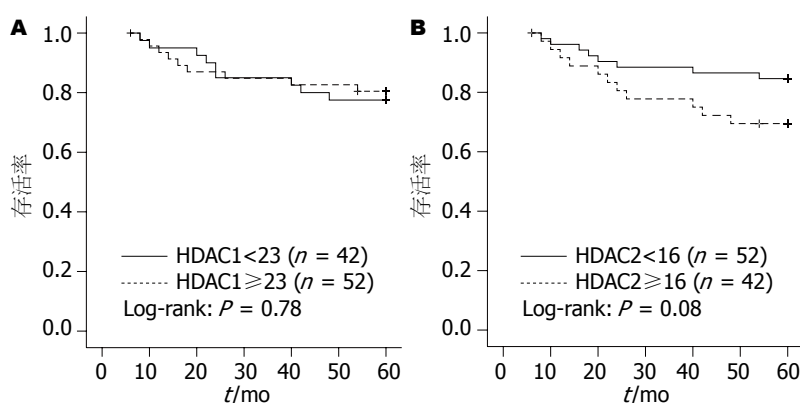 A
1.0
0.8
0.6
0.4
0.2
0.0
存活率
HDAC1<23 (n = 42)
HDAC1≥23 (n = 52)
Log-rank: P = 0.78
0 10 20 30 40 50 60
t/mo
B
1.0
0.8
0.6
0.4
0.2
0.0
存活率
HDAC2<16 (n = 52)
HDAC2≥16 (n = 42)
Log-rank: P = 0.08
0 10 20 30 40 50 60
t/mo